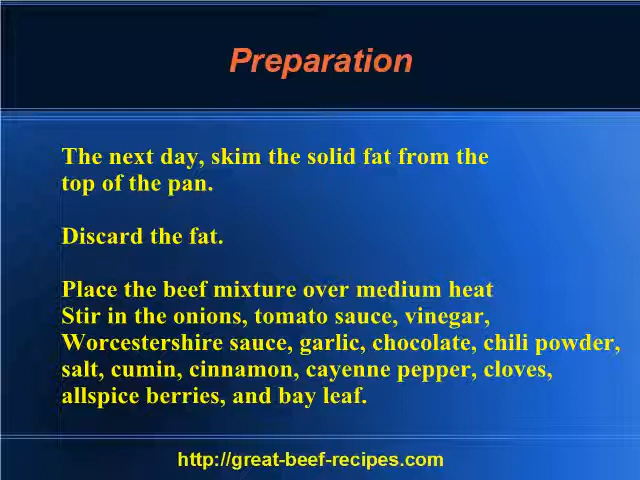 Preparation
The next day, skim the solid fat from the
top of the pan.
Discard the fat.
Place the beef mixture over medium heat
Stir in the onions, tomato sauce, vinegar,
Worcestershire sauce, garlic, chocolate, chili powder,
salt, cumin, cinnamon, cayenne pepper, cloves,
allspice berries, and bay leaf.
http://great-beef-recipes.com